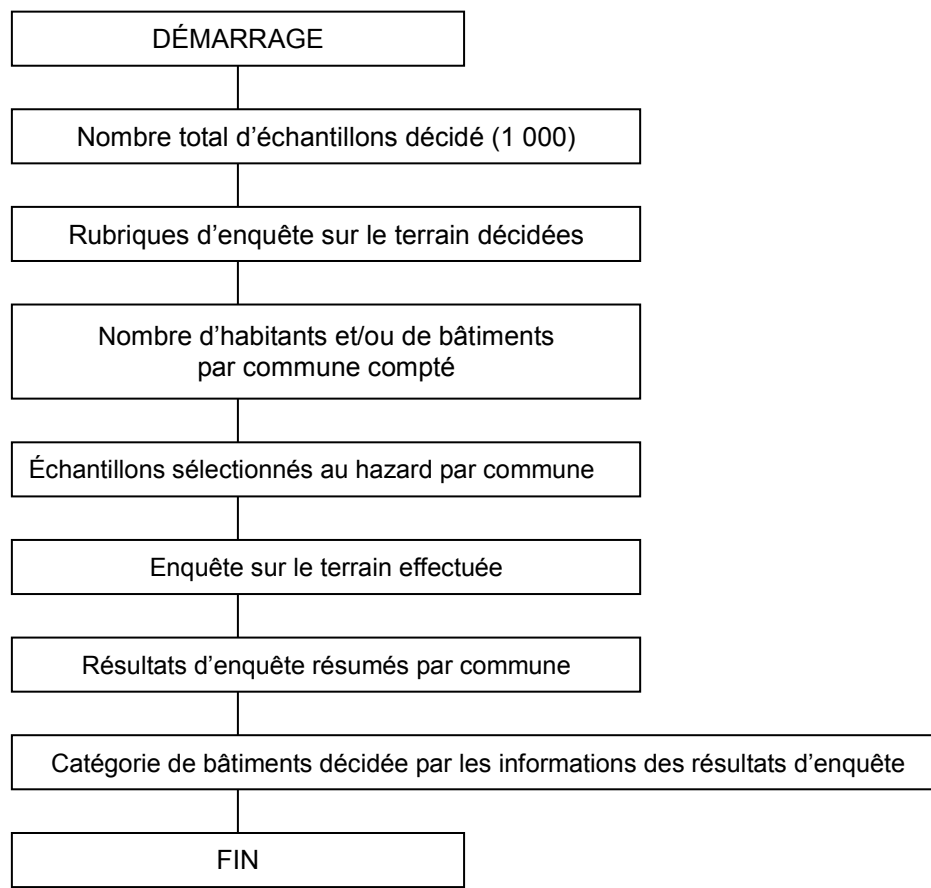 DÉMARRAGE
Nombre total d’échantillons décidé (1 000)
Rubriques d’enquête sur le terrain décidées
Nombre d’habitants et/ou de bâtiments
par commune compté
Échantillons sélectionnés au hazard par commune
Enquête sur le terrain effectuée
Résultats d’enquête résumés par commune
Catégorie de bâtiments décidée par les informations des résultats d’enquête
FIN